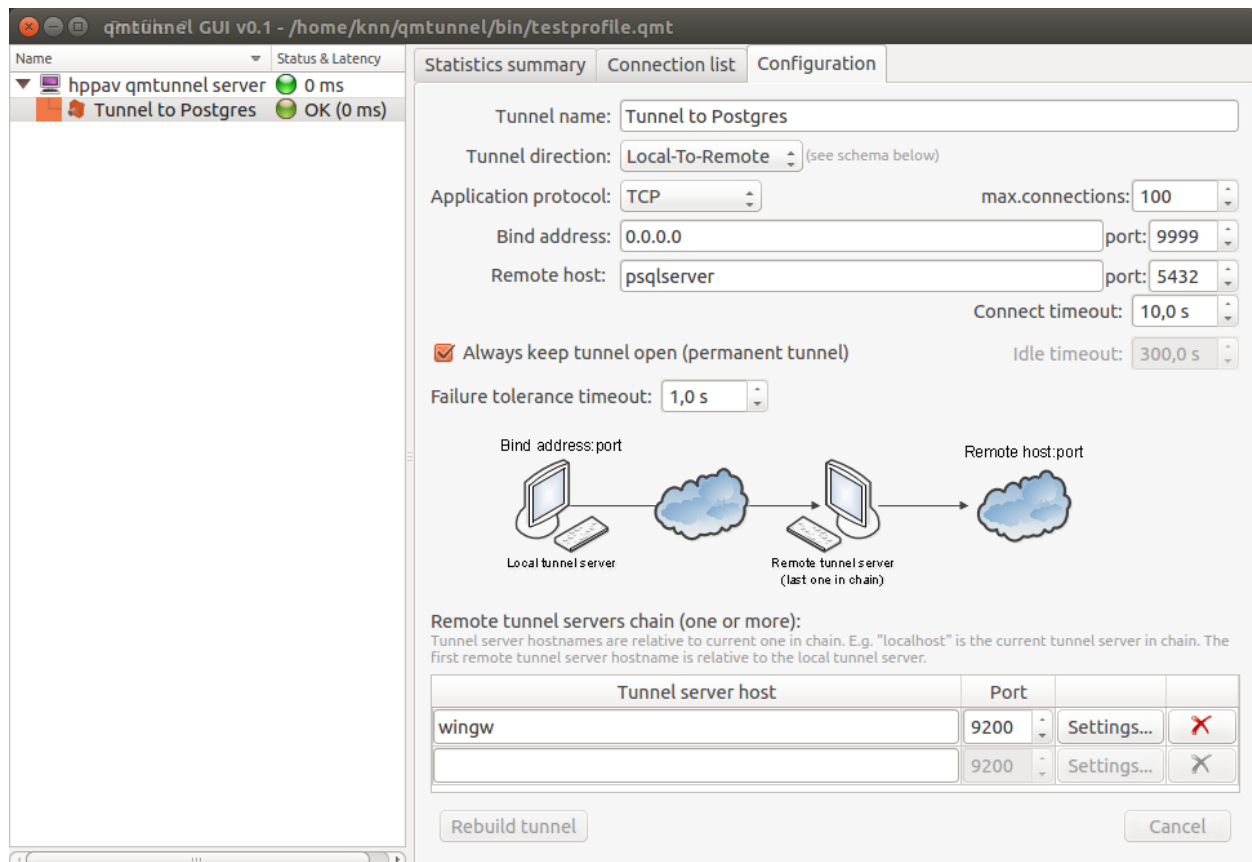 qmtunnel GUI v0.1 - /home/knn/qmtunnel/bin/testprofile.qmt
Name Status & Latency
hppav qmtunnel server 0 ms
Tunnel to Postgres OK (0 ms)
Statistics summary Connection list Configuration
Tunnel name: Tunnel to Postgres
Tunnel direction: Local-To-Remote (see schema below)
Application protocol: TCP max.connections: 100
Bind address: 0.0.0.0 port: 9999
Remote host: psqlserver port: 5432
Connect timeout: 10,0 s
Always keep tunnel open (permanent tunnel) Idle timeout: 300,0 s
Failure tolerance timeout: 1,0 s
Bind address:port
Remote host:port
Local tunnel server
Remote tunnel server
(last one in chain)
Remote tunnel servers chain (one or more):
Tunnel server hostnames are relative to current one in chain. E.g. "localhost" is the current tunnel server in chain. The
first remote tunnel server hostname is relative to the local tunnel server.
Tunnel server host Port
wingw 9200 Settings...
9200 Settings...
Rebuild tunnel Cancel